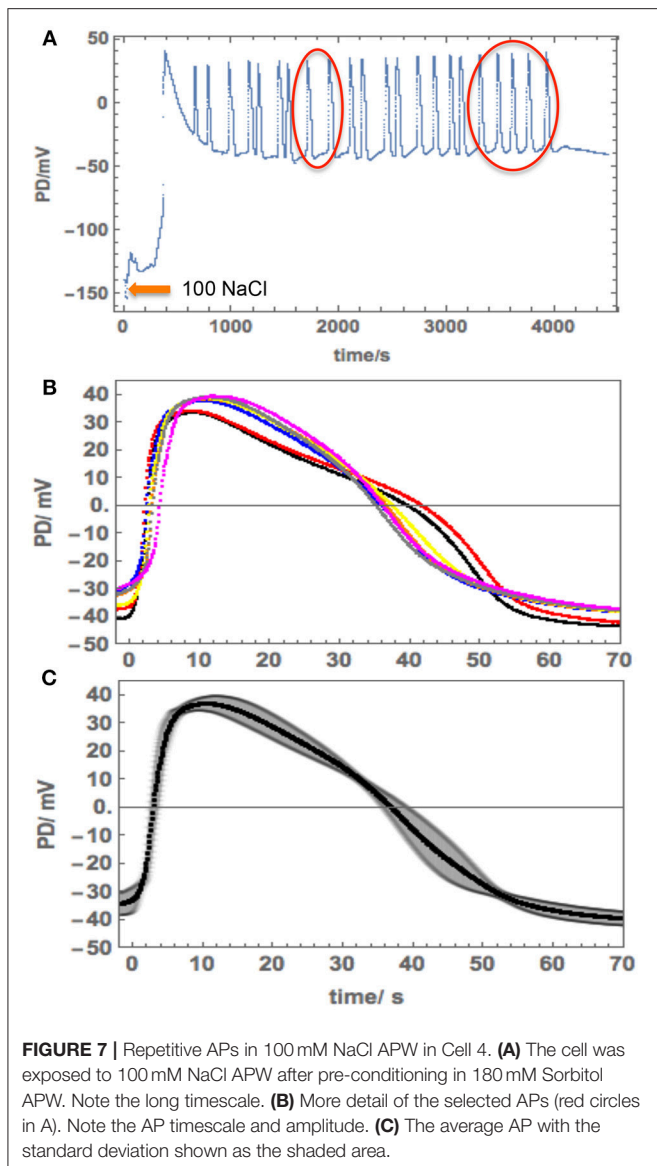 A
50
0
−50
−100
−150
PD/mV
100 NaCl
0 1000 2000 3000 4000
time/s
B
40
30
20
10
0.
−10
−20
−30
−40
−50
PD/ mV
0 10 20 30 40 50 60 70
C
40
30
20
10
0.
−10
−20
−30
−40
−50
PD/ mV
0 10 20 30 40 50 60 70
time/ s
FIGURE 7 | Repetitive APs in 100 mM NaCl APW in Cell 4. (A) The cell was
exposed to 100 mM NaCl APW after pre-conditioning in 180 mM Sorbitol
APW. Note the long timescale. (B) More detail of the selected APs (red circles
in A). Note the AP timescale and amplitude. (C) The average AP with the
standard deviation shown as the shaded area.